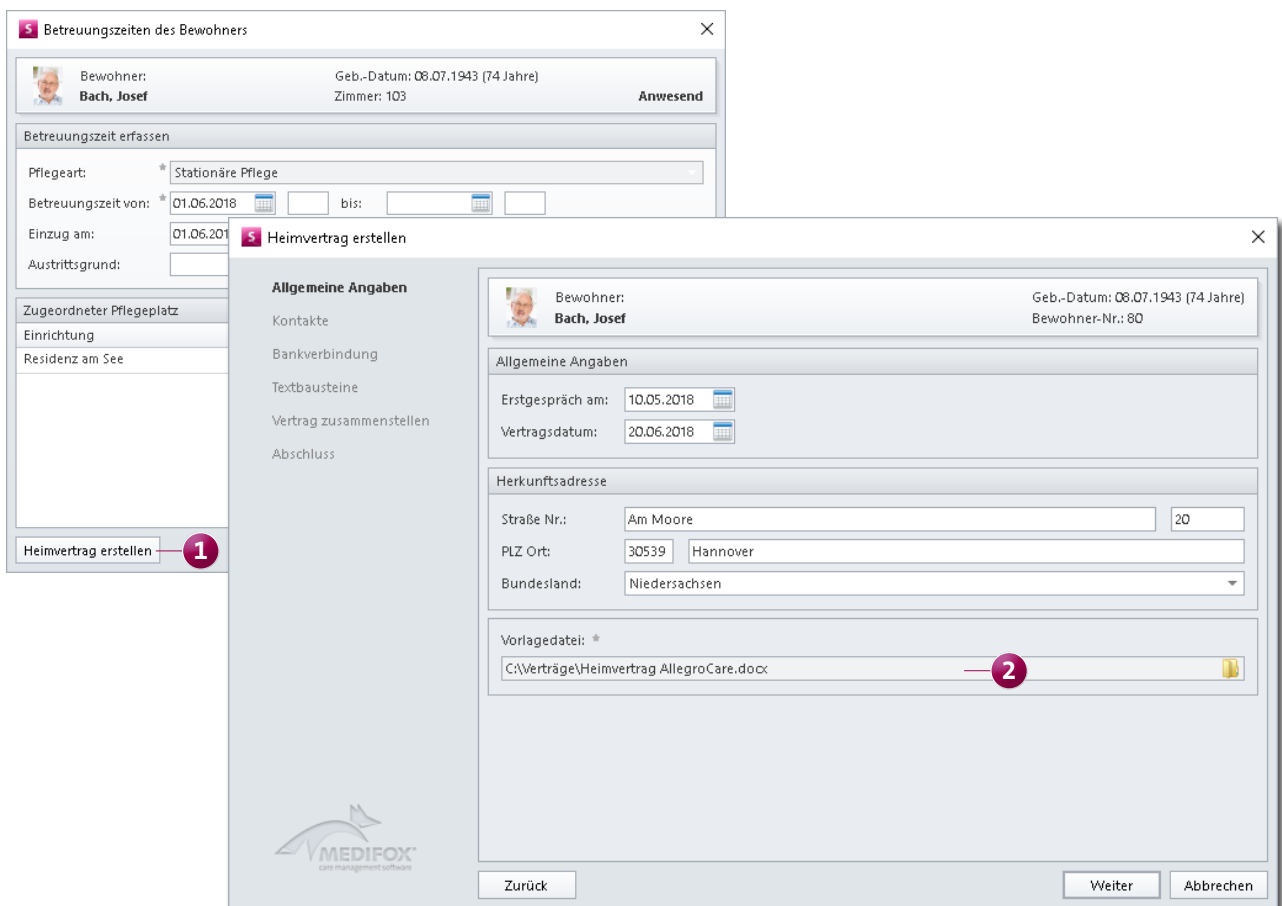 S Betreuungszeiten des Bewohners
Bewohner: Geb.-Datum: 08.07.1943 (74 Jahre)
Bach, Josef Zimmer: 103 Anwesend
Betreuungszeit erfassen
Pflegeart: * Stationäre Pflege
Betreuungszeit von: * 01.06.2018 bis:
Einzug am: 01.06.201
Austrittsgrund:
Zugeordneter Pflegeplatz
Einrichtung
Residenz am See
Heimvertrag erstellen 1
S Heimvertrag erstellen
Allgemeine Angaben
Kontakte
Bankverbindung
Textbausteine
Vertrag zusammenstellen
Abschluss
Bewohner: Geb.-Datum: 08.07.1943 (74 Jahre)
Bach, Josef Bewohner-Nr.: 80
Allgemeine Angaben
Erstgespräch am: 10.05.2018
Vertragsdatum: 20.06.2018
Herkunftsadresse
Straße Nr.: Am Moore 20
PLZ Ort: 30539 Hannover
Bundesland: Niedersachsen
Vorlagedatei: *
C:\Verträge\Heimvertrag AllegroCare.docx 2
MEDIFOX
care management software
Zurück Weiter Abbrechen